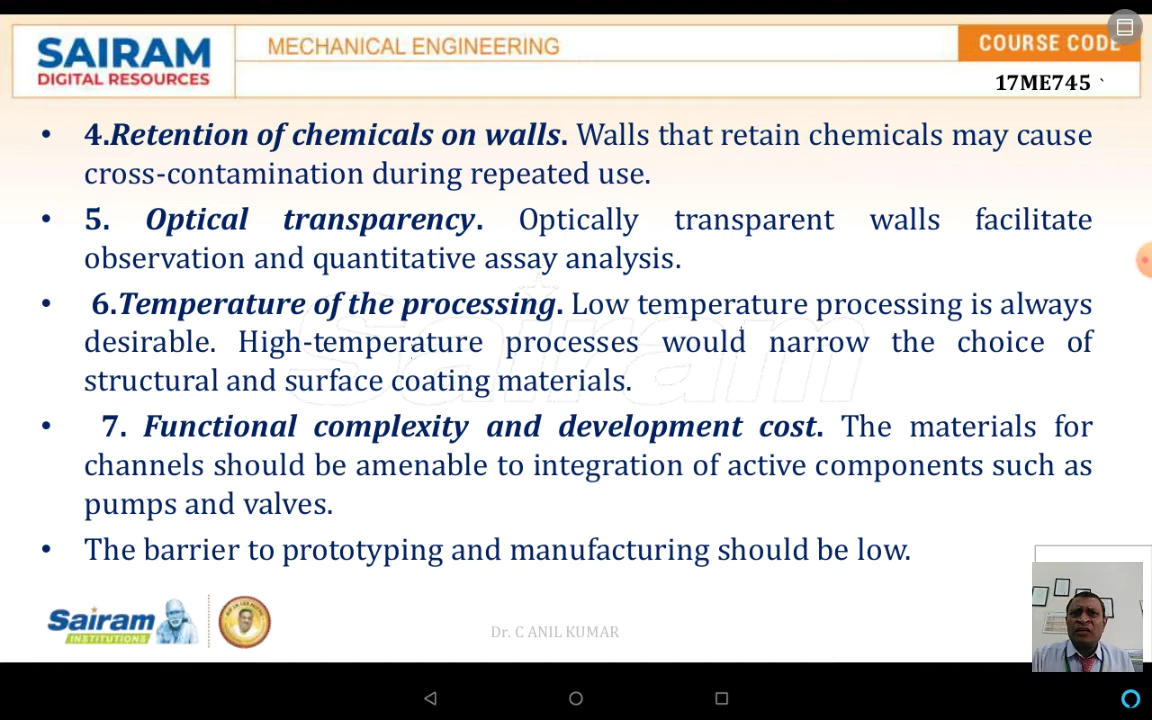 SAIRAM
DIGITAL RESOURCES
MECHANICAL ENGINEERING
COURSE CODE
17ME745 `
• 4.Retention of chemicals on walls. Walls that retain chemicals may cause
cross-contamination during repeated use.
• 5. Optical transparency. Optically transparent walls facilitate
observation and quantitative assay analysis.
• 6.Temperature of the processing. Low temperature processing is always
desirable. High-temperature processes would narrow the choice of
structural and surface coating materials.
• 7. Functional complexity and development cost. The materials for
channels should be amenable to integration of active components such as
pumps and valves.
• The barrier to prototyping and manufacturing should be low.
Sairam
Sairam
INSTITUTIONS
Dr. C ANIL KUMAR